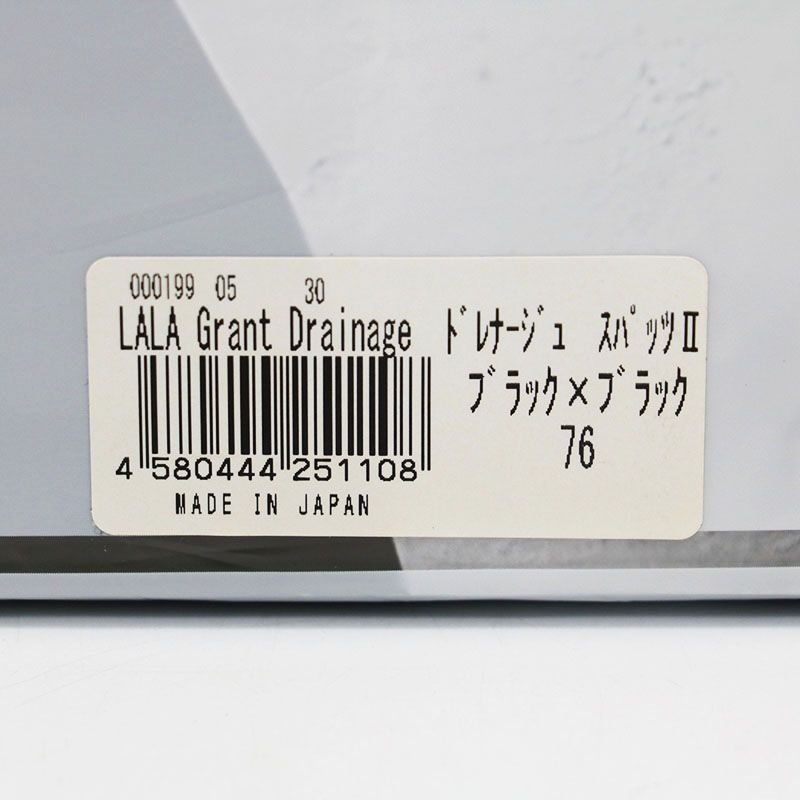 000199 05 30
LALA Grant Drainage ﾄﾞﾚﾅｰｼﾞｭ ｽﾊﾟｯﾂⅡ
ﾌﾞﾗｯｸ×ﾌﾞﾗｯｸ
76
4 580444 251108
MADE IN JAPAN